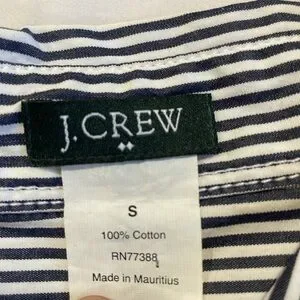 J.CREW
S
100% Cotton
RN77388
Made in Mauritius